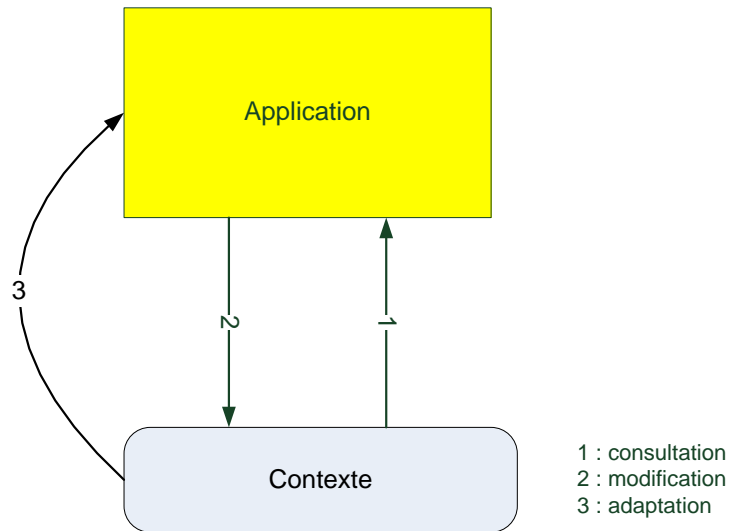 Application
3
2
1
Contexte
1 : consultation
2 : modification
3 : adaptation